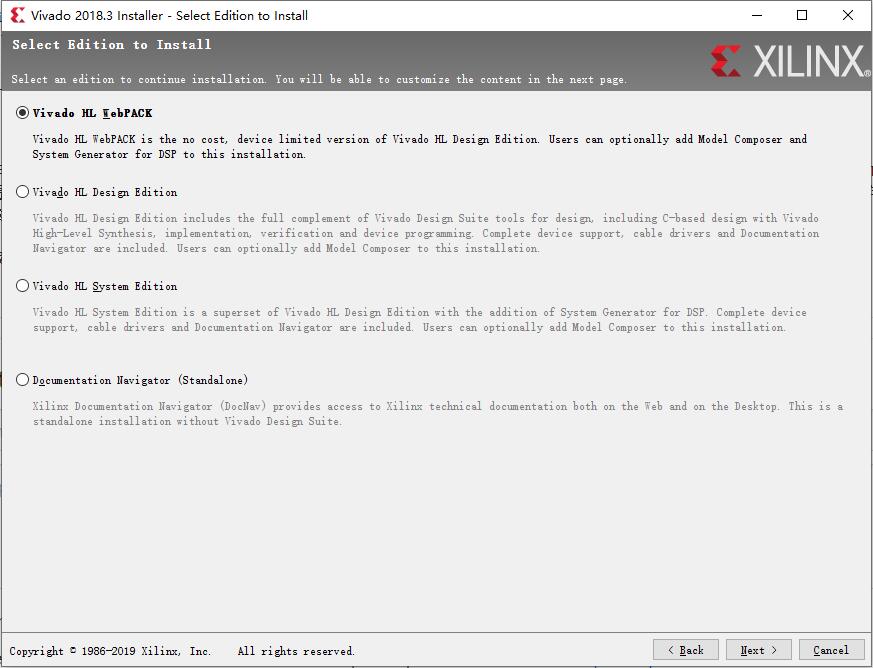 Vivado 2018.3 Installer - Select Edition to Install
Select Edition to Install
XILINX®
Select an edition to continue installation. You will be able to customize the content in the next page.
Vivado HL WebPACK
Vivado HL WebPACK is the no cost, device limited version of Vivado HL Design Edition. Users can optionally add Model Composer and
System Generator for DSP to this installation.
Vivado HL Design Edition
Vivado HL Design Edition includes the full complement of Vivado Design Suite tools for design, including C-based design with Vivado
High-Level Synthesis, implementation, verification and device programming. Complete device support, cable drivers and Documentation
Navigator are included. Users can optionally add Model Composer to this installation.
Vivado HL System Edition
Vivado HL System Edition is a superset of Vivado HL Design Edition with the addition of System Generator for DSP. Complete device
support, cable drivers and Documentation Navigator are included. Users can optionally add Model Composer to this installation.
Documentation Navigator (Standalone)
Xilinx Documentation Navigator (DocNav) provides access to Xilinx technical documentation both on the Web and on the Desktop. This is a
standalone installation without Vivado Design Suite.
Copyright © 1986-2019 Xilinx, Inc. All rights reserved.
< Back Next > Cancel